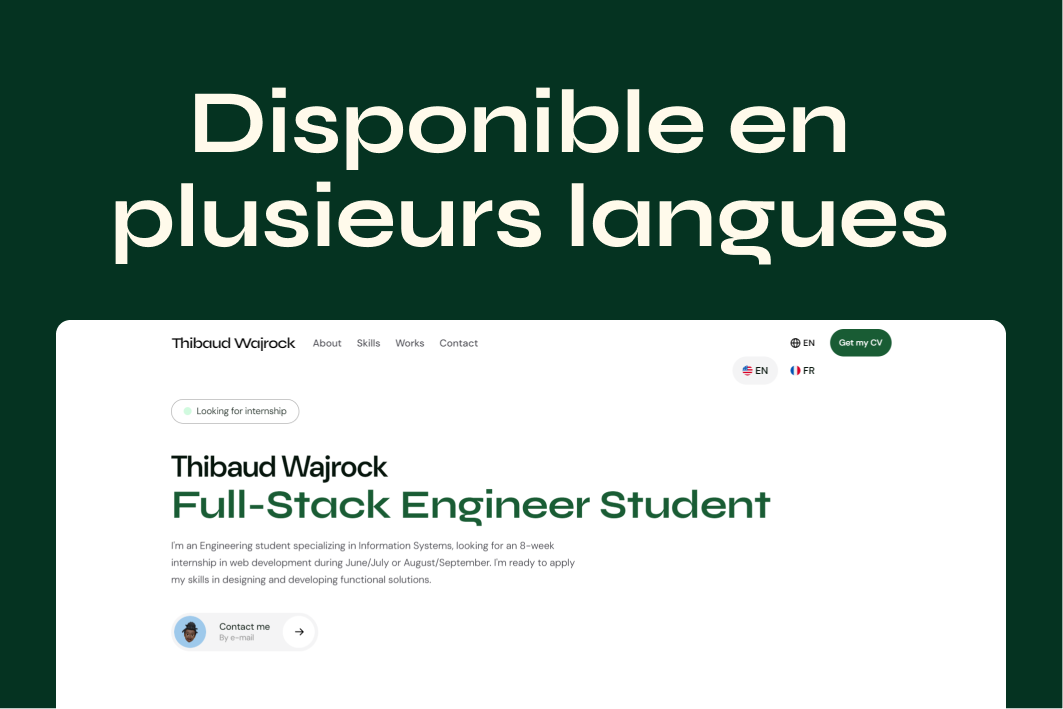 Disponible en
plusieurs langues
Thibaud Wajrock About Skills Works Contact EN Get my CV
EN FR
Looking for internship
Thibaud Wajrock
Full-Stack Engineer Student
I'm an Engineering student specializing in Information Systems, looking for an 8-week
internship in web development during June/July or August/September. I'm ready to apply
my skills in designing and developing functional solutions.
Contact me
By e-mail